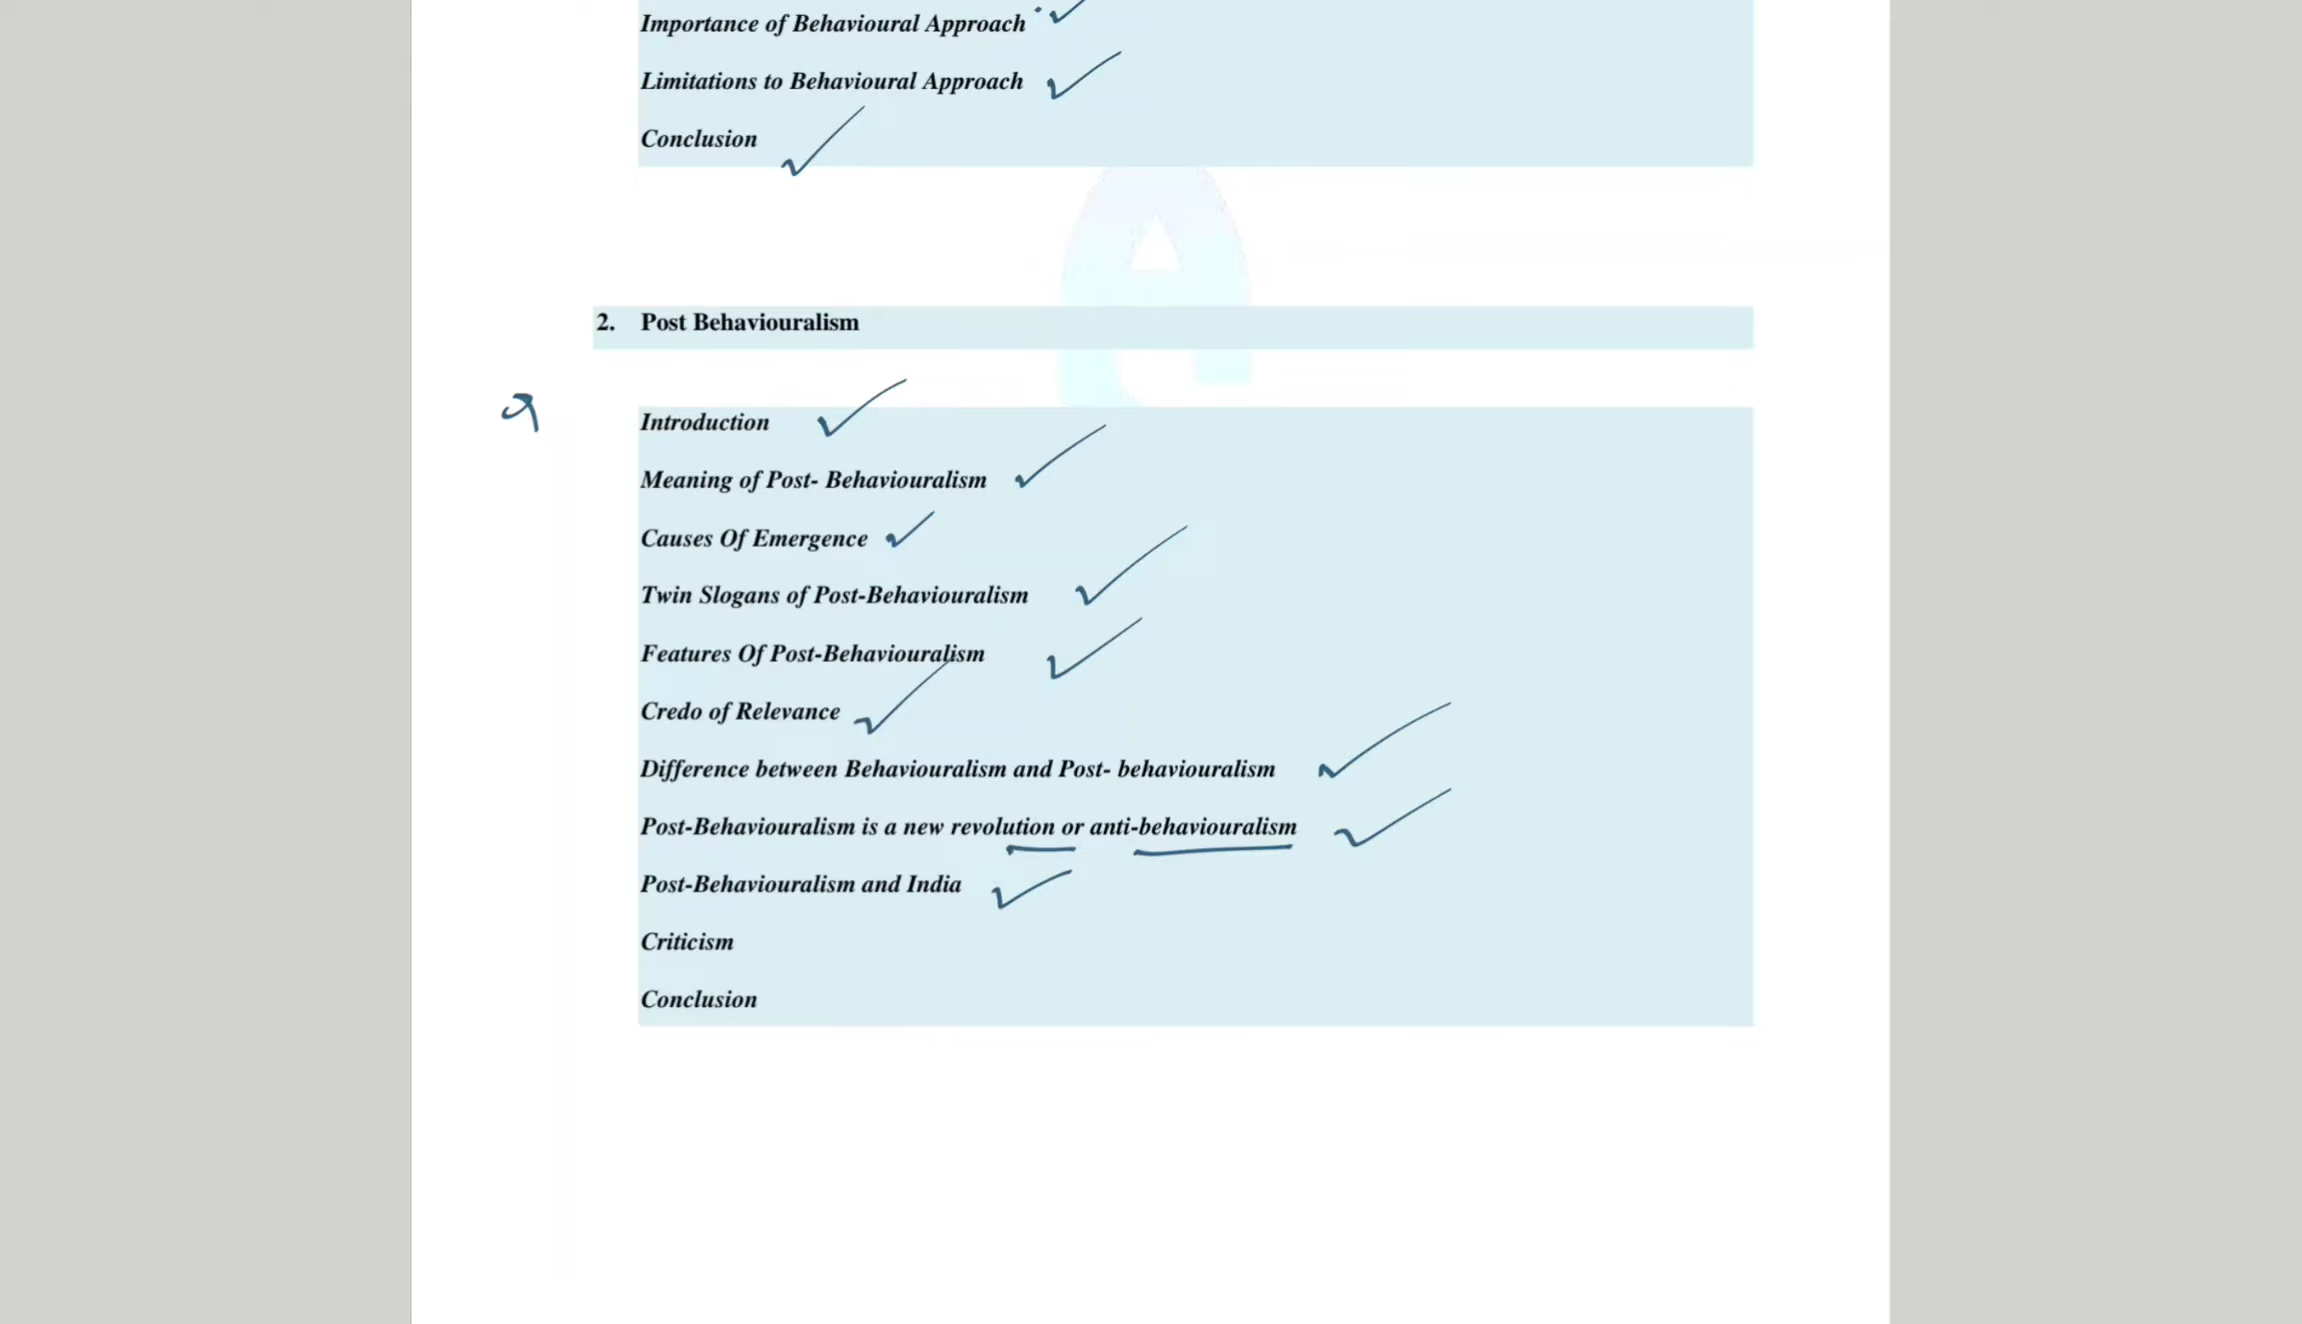 Importance of Behavioural Approach
Limitations to Behavioural Approach
Conclusion
2. Post Behaviouralism
Introduction
Meaning of Post- Behaviouralism
Causes Of Emergence
Twin Slogans of Post-Behaviouralism
Features Of Post-Behaviouralism
Credo of Relevance
Difference between Behaviouralism and Post- behaviouralism
Post-Behaviouralism is a new revolution or anti-behaviouralism
Post-Behaviouralism and India
Criticism
Conclusion